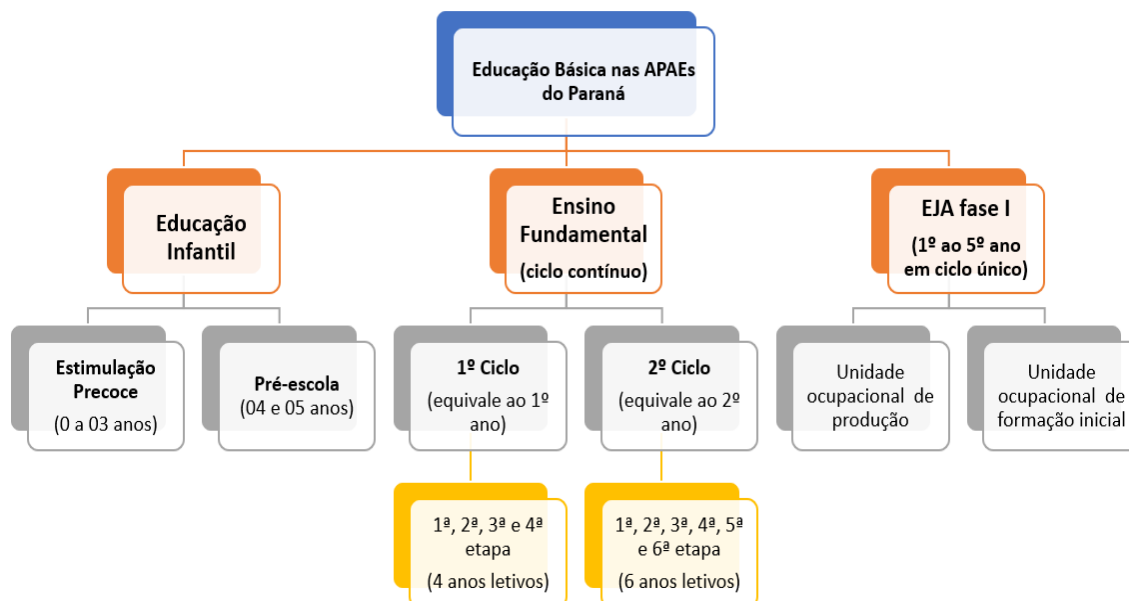 Educação Básica nas APAEs
do Paraná
Educação
Infantil
Ensino
Fundamental
(ciclo contínuo)
EJA fase I
(1º ao 5º ano
em ciclo único)
Estimulação
Precoce
(0 a 03 anos)
Pré-escola
(04 e 05 anos)
1º Ciclo
(equivale ao 1º
ano)
2º Ciclo
(equivale ao 2º
ano)
Unidade
ocupacional de
produção
Unidade
ocupacional de
formação inicial
1ª, 2ª, 3ª e 4ª
etapa
(4 anos letivos)
1ª, 2ª, 3ª, 4ª, 5ª
e 6ª etapa
(6 anos letivos)